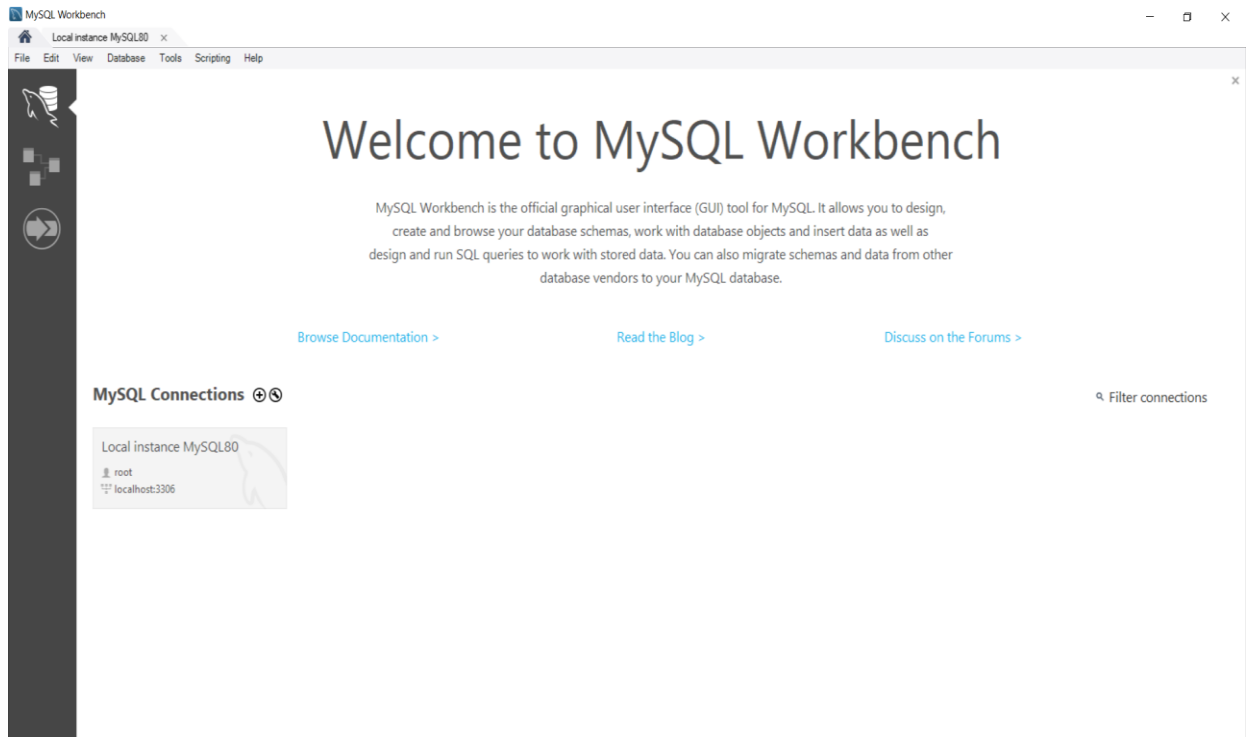 MySQL Workbench
Local instance MySQL80
File Edit View Database Tools Scripting Help
Welcome to MySQL Workbench
MySQL Workbench is the official graphical user interface (GUI) tool for MySQL. It allows you to design,
create and browse your database schemas, work with database objects and insert data as well as
design and run SQL queries to work with stored data. You can also migrate schemas and data from other
database vendors to your MySQL database.
Browse Documentation > Read the Blog > Discuss on the Forums >
MySQL Connections Filter connections
Local instance MySQL80
root
localhost:3306